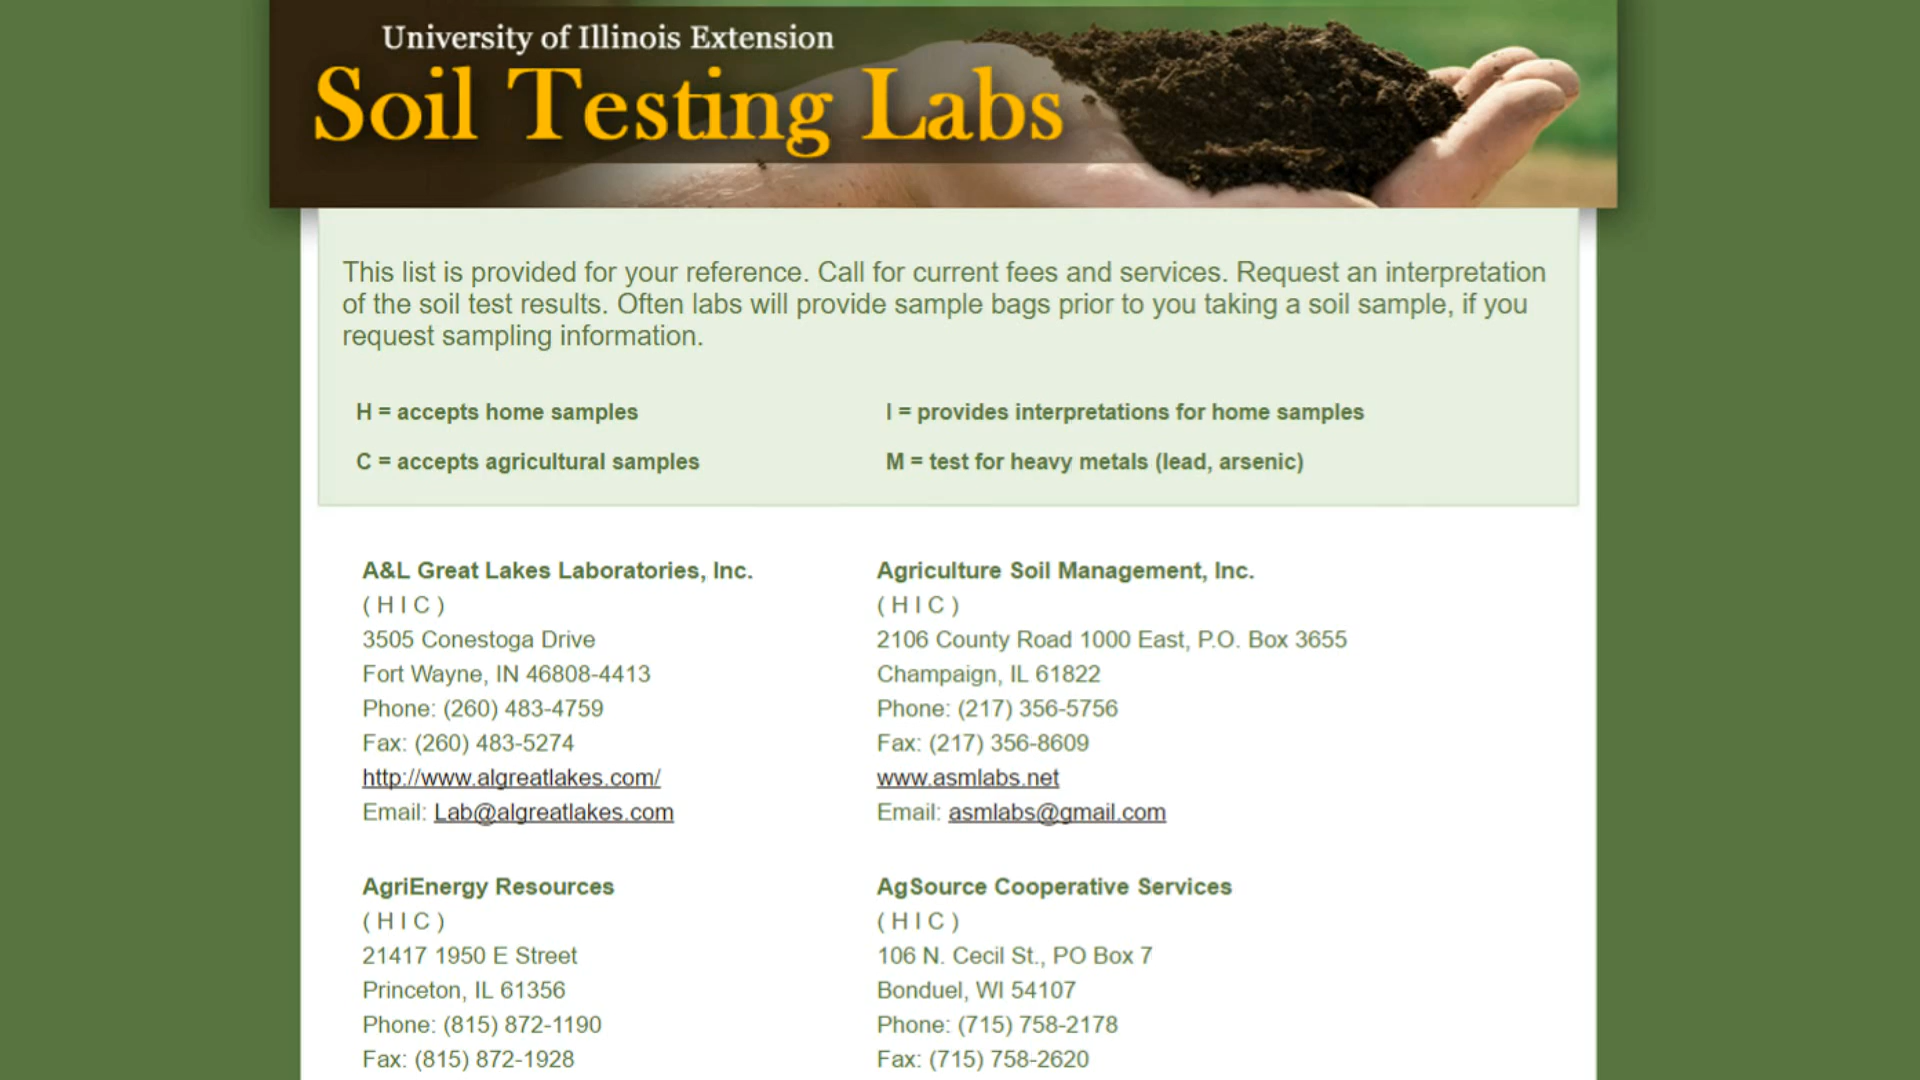 University of Illinois Extension
Soil Testing Labs
This list is provided for your reference. Call for current fees and services. Request an interpretation
of the soil test results. Often labs will provide sample bags prior to you taking a soil sample, if you
request sampling information.
H = accepts home samples
I = provides interpretations for home samples
C = accepts agricultural samples
M = test for heavy metals (lead, arsenic)
A&L Great Lakes Laboratories, Inc.
( H I C )
3505 Conestoga Drive
Fort Wayne, IN 46808-4413
Phone: (260) 483-4759
Fax: (260) 483-5274
http://www.algreatlakes.com/
Email: Lab@algreatlakes.com
Agriculture Soil Management, Inc.
( H I C )
2106 County Road 1000 East, P.O. Box 3655
Champaign, IL 61822
Phone: (217) 356-5756
Fax: (217) 356-8609
www.asmlabs.net
Email: asmlabs@gmail.com
AgriEnergy Resources
( H I C )
21417 1950 E Street
Princeton, IL 61356
Phone: (815) 872-1190
Fax: (815) 872-1928
AgSource Cooperative Services
( H I C )
106 N. Cecil St., PO Box 7
Bonduel, WI 54107
Phone: (715) 758-2178
Fax: (715) 758-2620